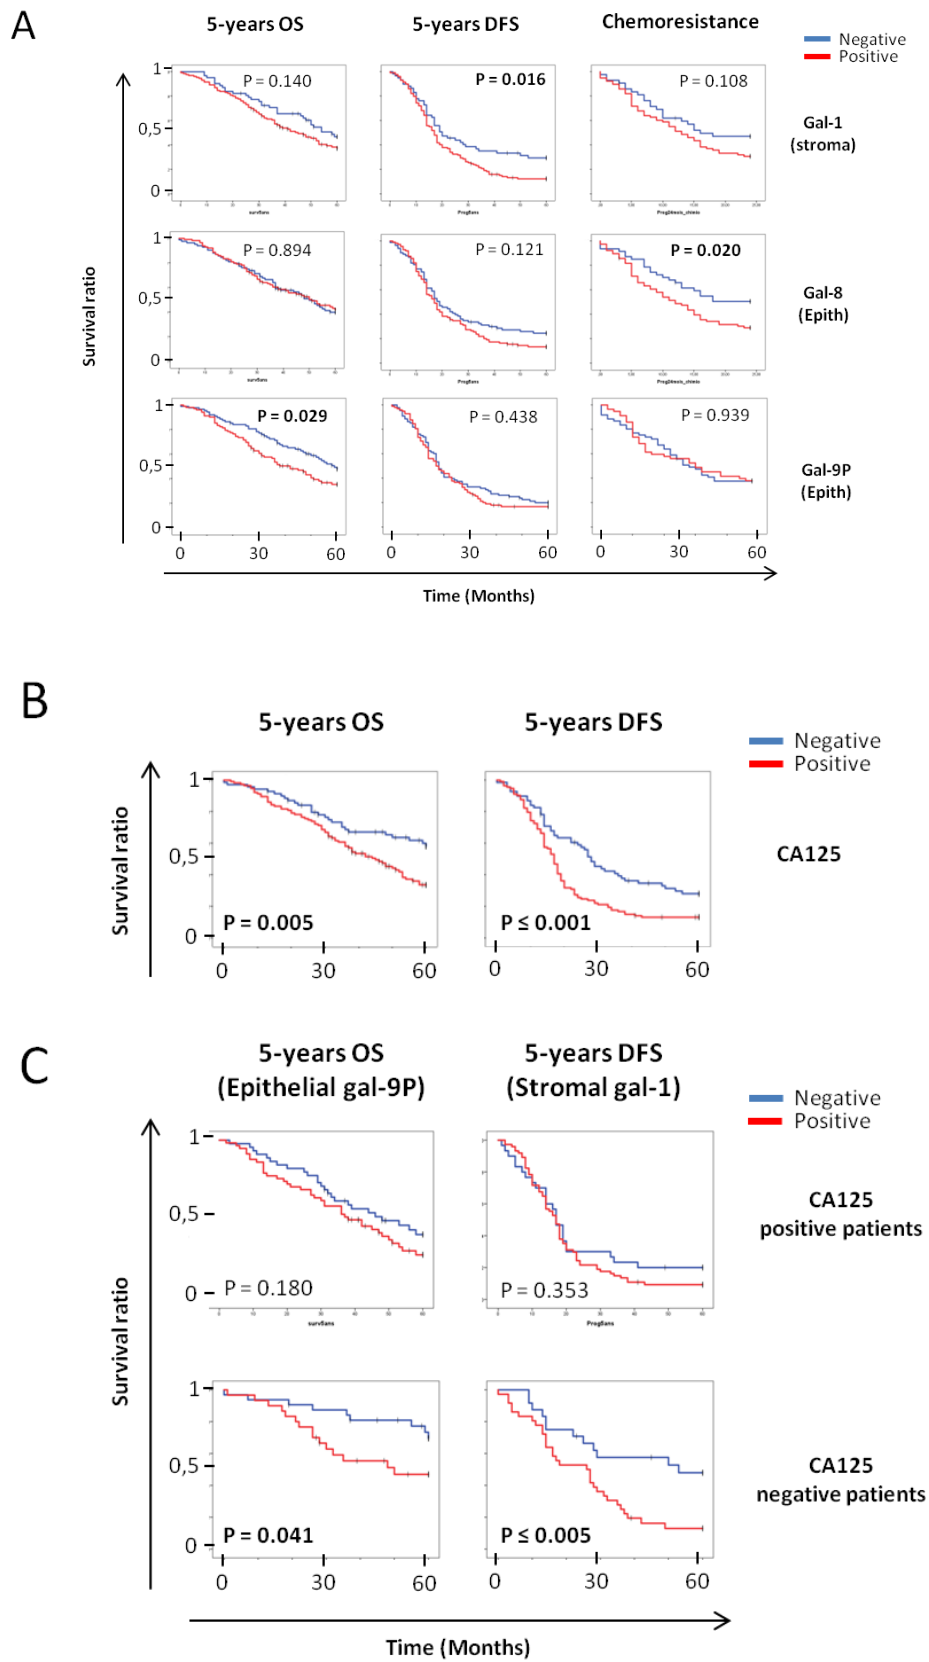 A
5-years OS
5-years DFS
Chemoresistance
Negative
Positive
Survival ratio
1
0,5
0
P = 0.140
P = 0.016
P = 0.108
Gal-1
(stroma)
1
0,5
0
P = 0.894
P = 0.121
P = 0.020
Gal-8
(Epith)
1
0,5
0
P = 0.029
P = 0.438
P = 0.939
Gal-9P
(Epith)
0 30 60
0 30 60
0 30 60
Time (Months)
B
5-years OS
5-years DFS
Negative
Positive
Survival ratio
1
0,5
0
P = 0.005
P ≤ 0.001
CA125
0 30 60
0 30 60
C
5-years OS
(Epithelial gal-9P)
5-years DFS
(Stromal gal-1)
Negative
Positive
Survival ratio
1
0,5
0
P = 0.180
P = 0.353
CA125
positive patients
1
0,5
0
P = 0.041
P ≤ 0.005
CA125
negative patients
0 30 60
0 30 60
Time (Months)